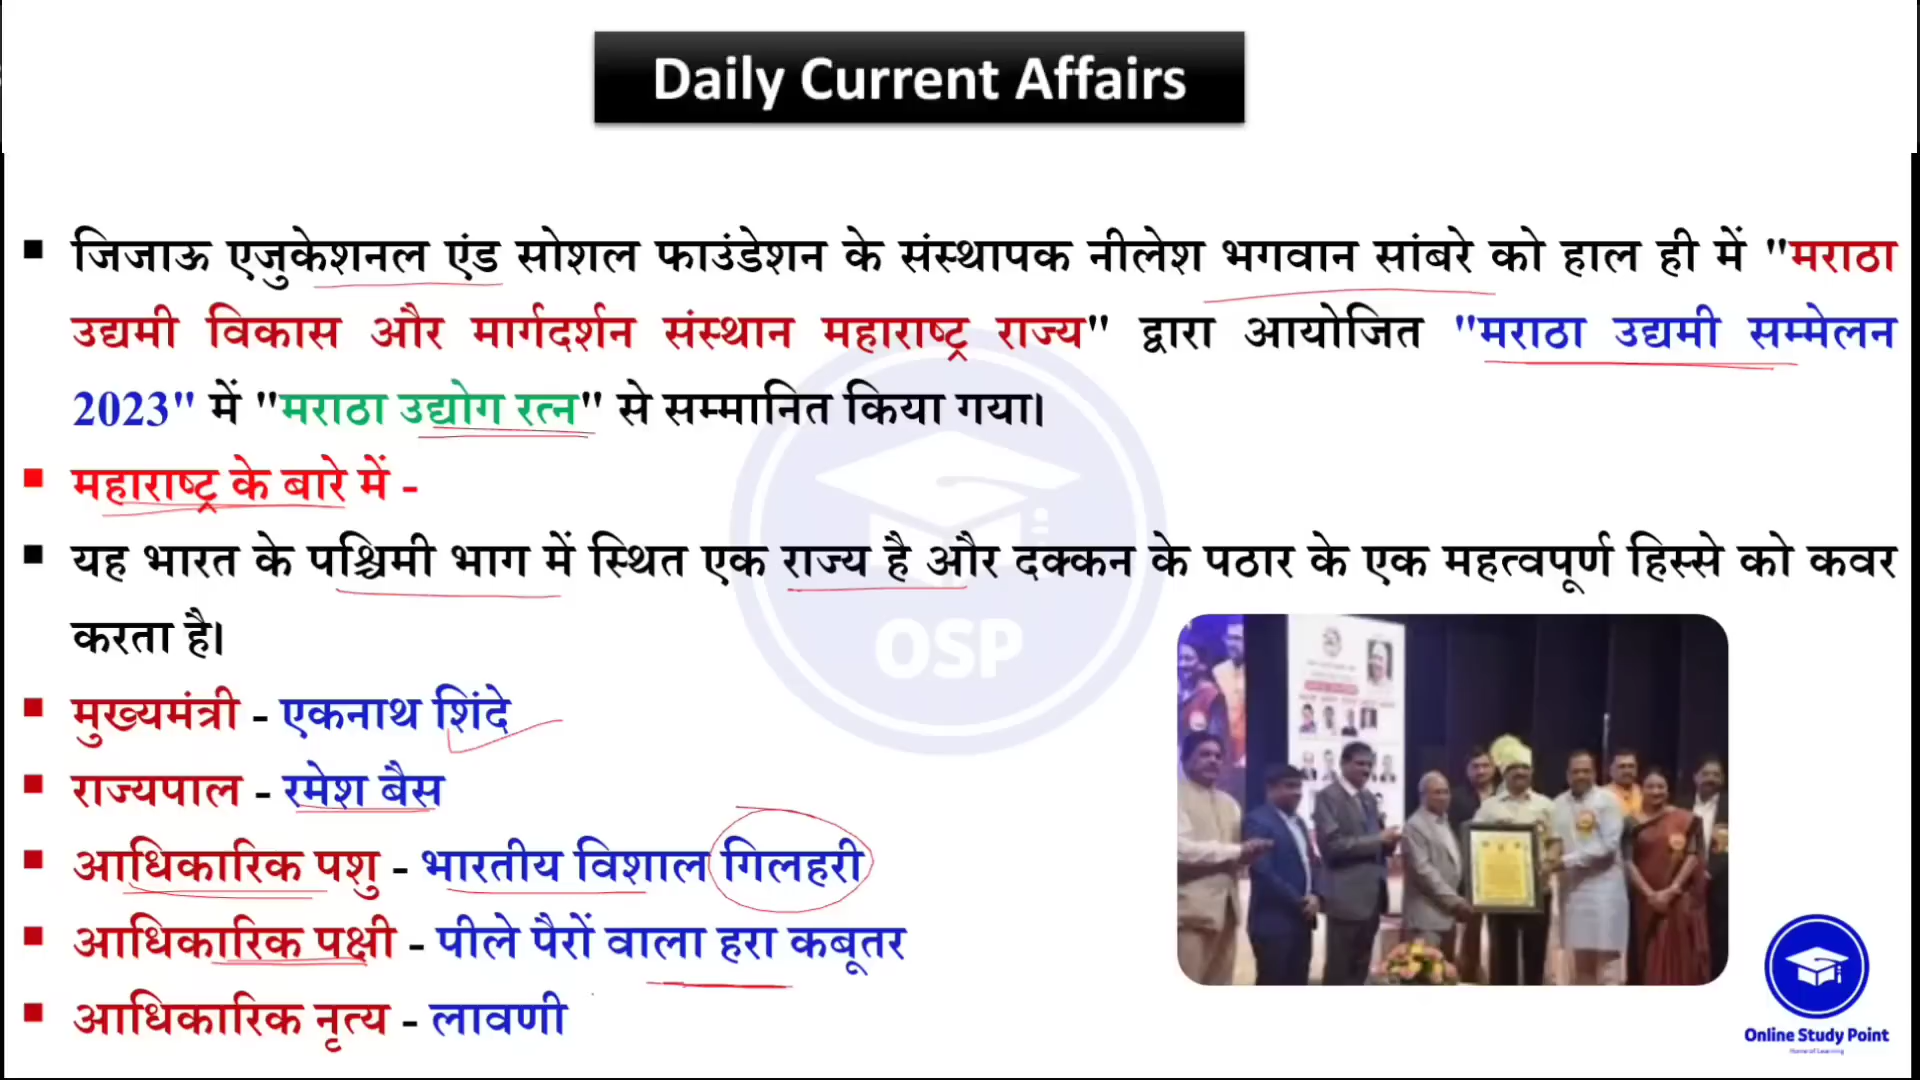 Daily Current Affairs
▪ जिजाऊ एजुकेशनल एंड सोशल फाउंडेशन के संस्थापक नीलेश भगवान सांबरे को हाल ही में "मराठा
उद्यमी विकास और मार्गदर्शन संस्थान महाराष्ट्र राज्य" द्वारा आयोजित "मराठा उद्यमी सम्मेलन
2023" में "मराठा उद्योग रत्न" से सम्मानित किया गया।
▪ महाराष्ट्र के बारे में -
▪ यह भारत के पश्चिमी भाग में स्थित एक राज्य है और दक्कन के पठार के एक महत्वपूर्ण हिस्से को कवर
करता है।
OSP
▪ मुख्यमंत्री - एकनाथ शिंदे
▪ राज्यपाल - रमेश बैस
▪ आधिकारिक पशु - भारतीय विशाल गिलहरी
▪ आधिकारिक पक्षी - पीले पैरों वाला हरा कबूतर
▪ आधिकारिक नृत्य - लावणी
Online Study Point
Home of Learning